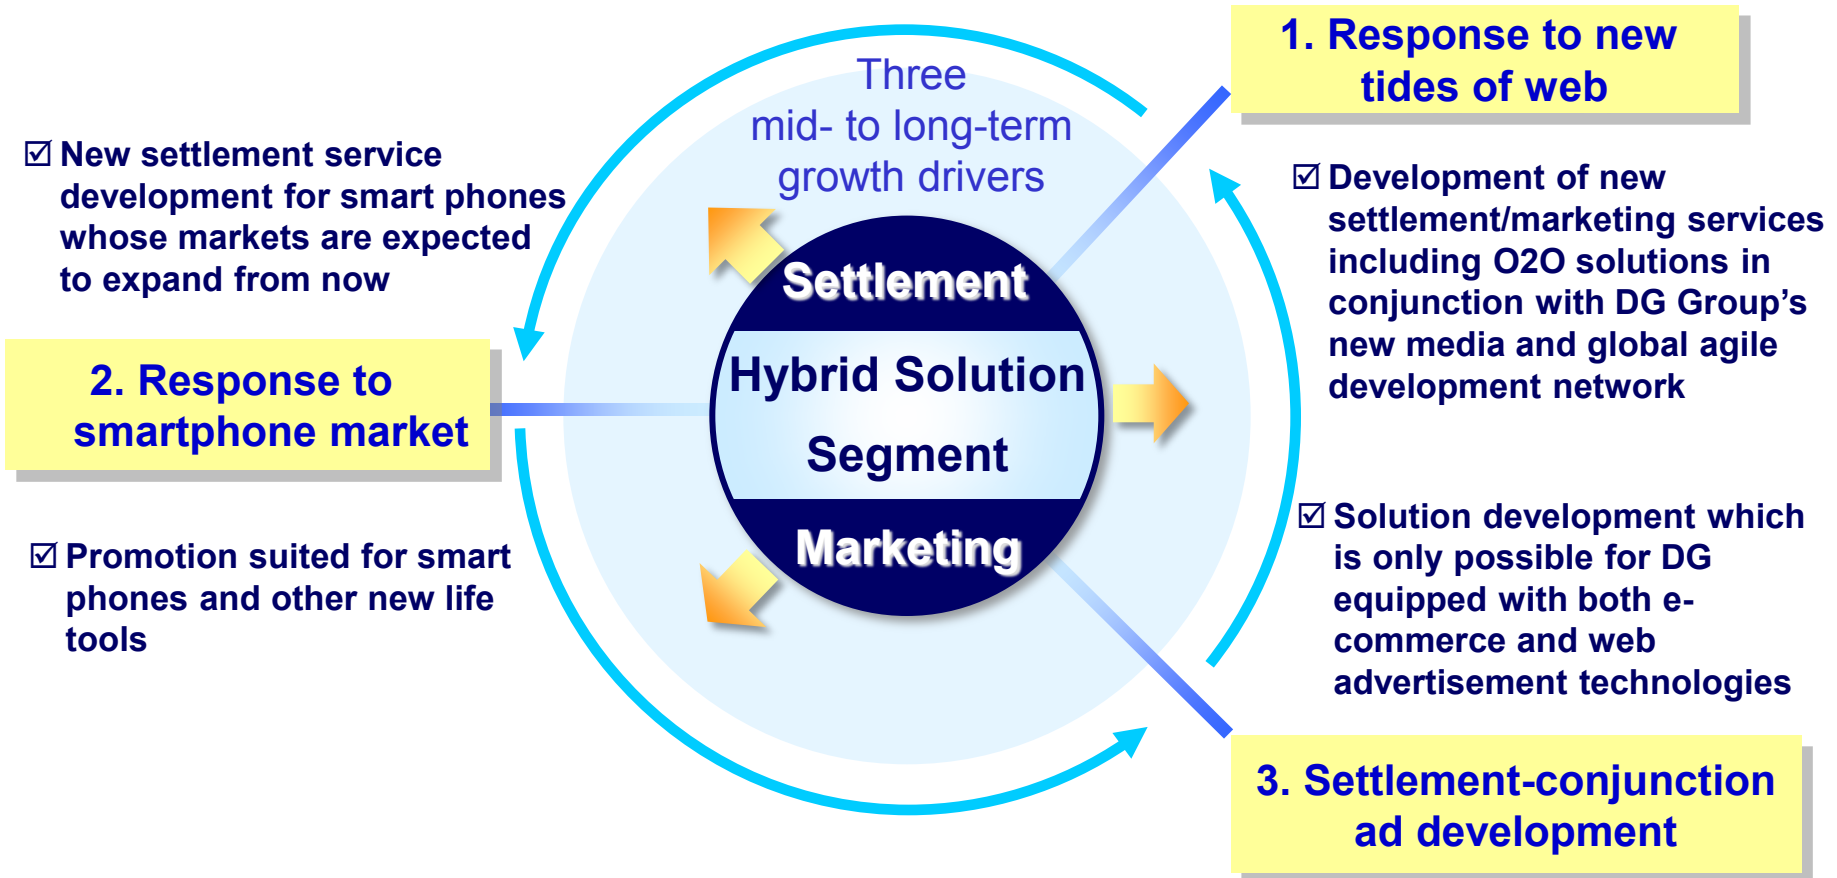 Three
mid- to long-term
growth drivers
1. Response to new
tides of web
☑ Development of new
settlement/marketing services
including O2O solutions in
conjunction with DG Group’s
new media and global agile
development network
☑ New settlement service
development for smart phones
whose markets are expected
to expand from now
2. Response to
smartphone market
☑ Promotion suited for smart
phones and other new life
tools
Settlement
Hybrid Solution
Segment
Marketing
☑ Solution development which
is only possible for DG
equipped with both e-
commerce and web
advertisement technologies
3. Settlement-conjunction
ad development